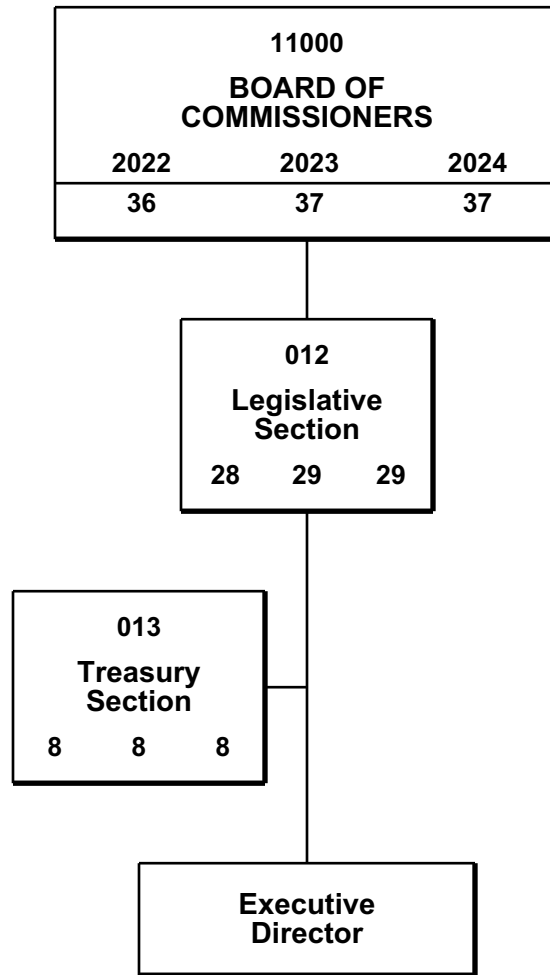 11000
BOARD OF
COMMISSIONERS
2022 2023 2024
36 37 37
012
Legislative
Section
28 29 29
013
Treasury
Section
8 8 8
Executive
Director